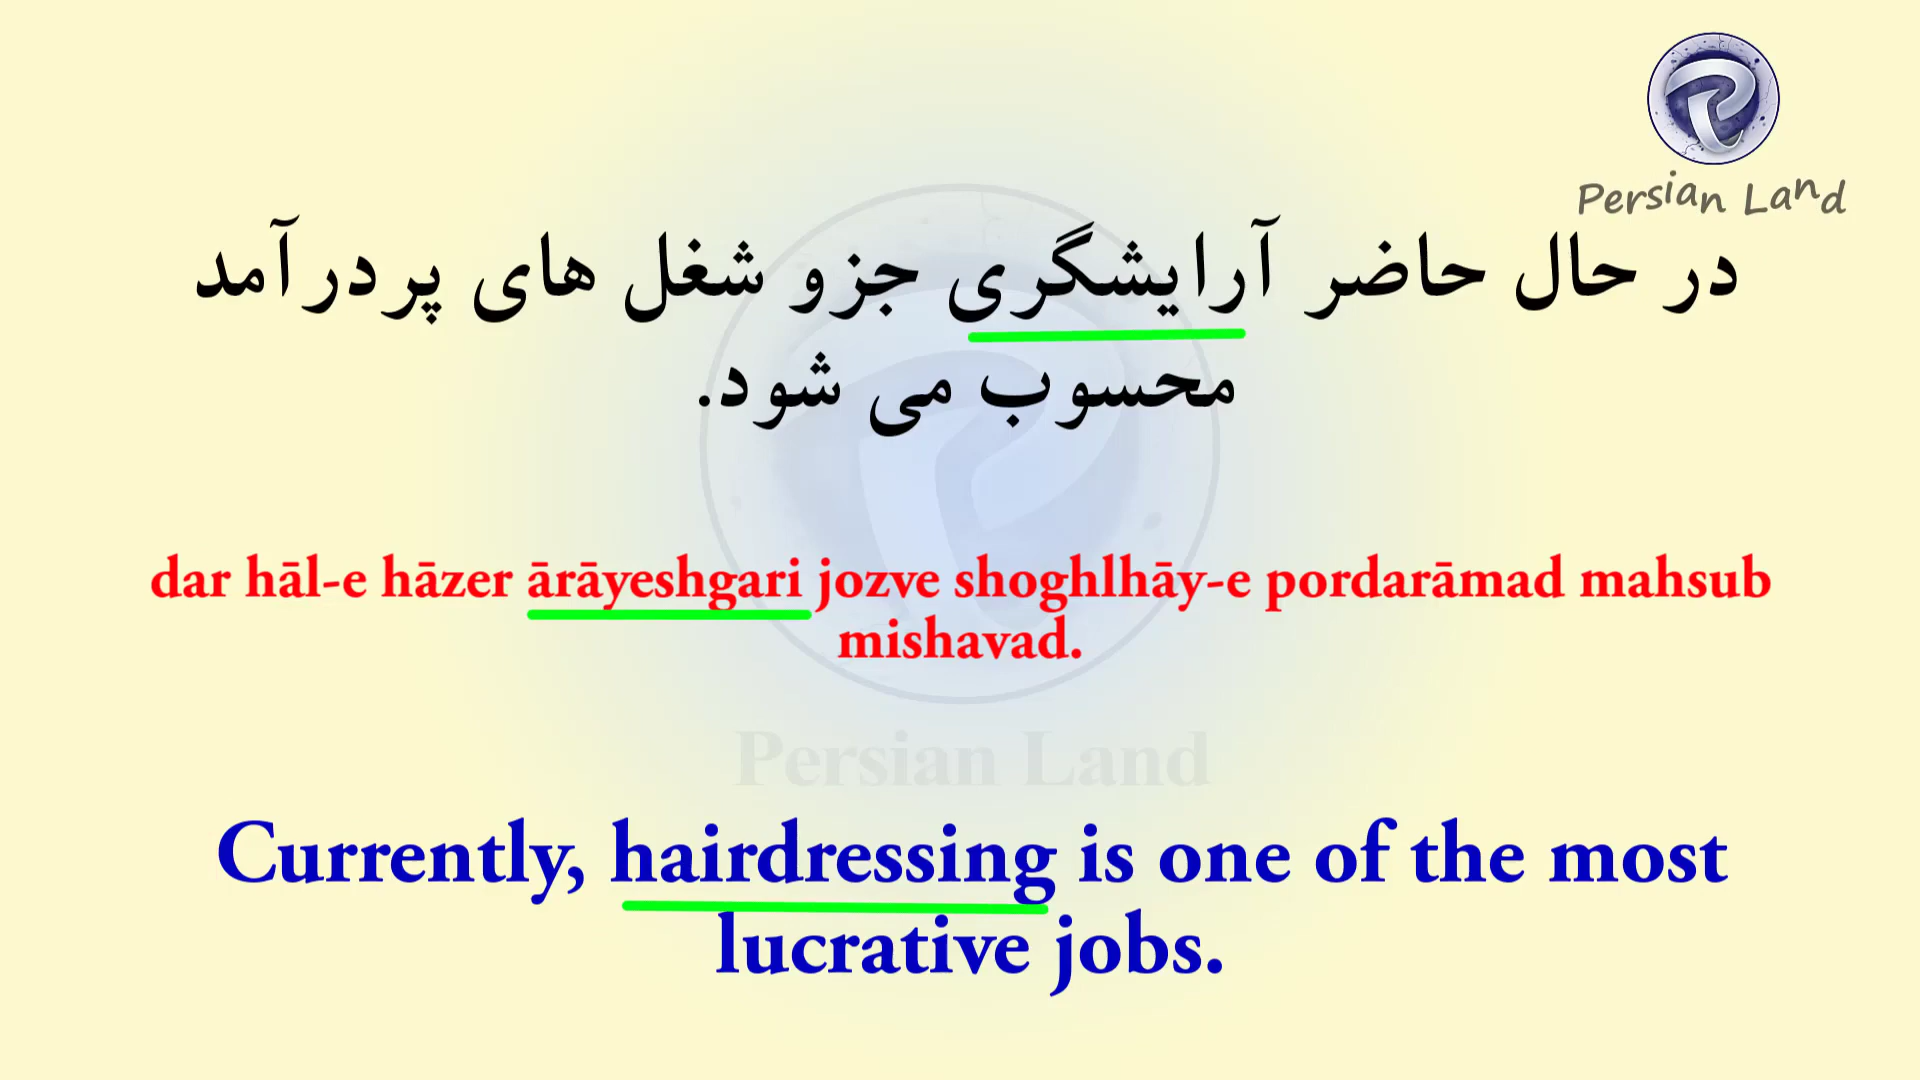 Persian Land
در حال حاضر آرایشگری جزو شغل های پردرآمد
محسوب می شود.
dar hāl-e hāzer ārāyeshgari jozve shoghlhāy-e pordarāmad mahsub
mishavad.
Persian Land
Currently, hairdressing is one of the most
lucrative jobs.